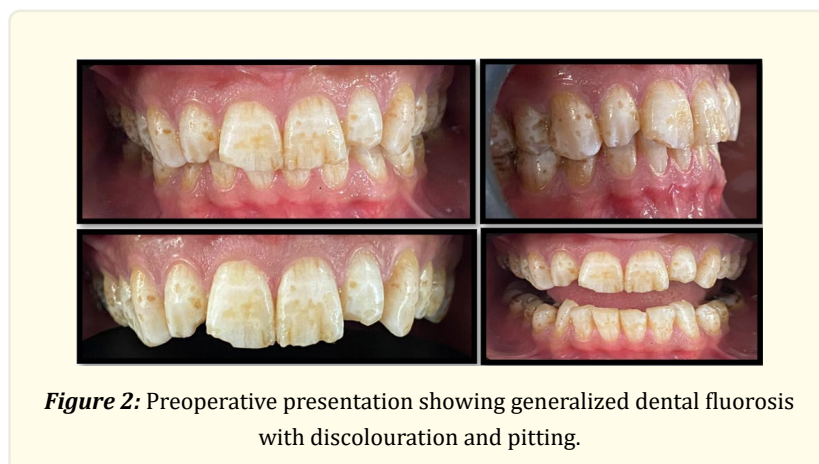 Figure 2: Preoperative presentation showing generalized dental fluorosis
with discolouration and pitting.